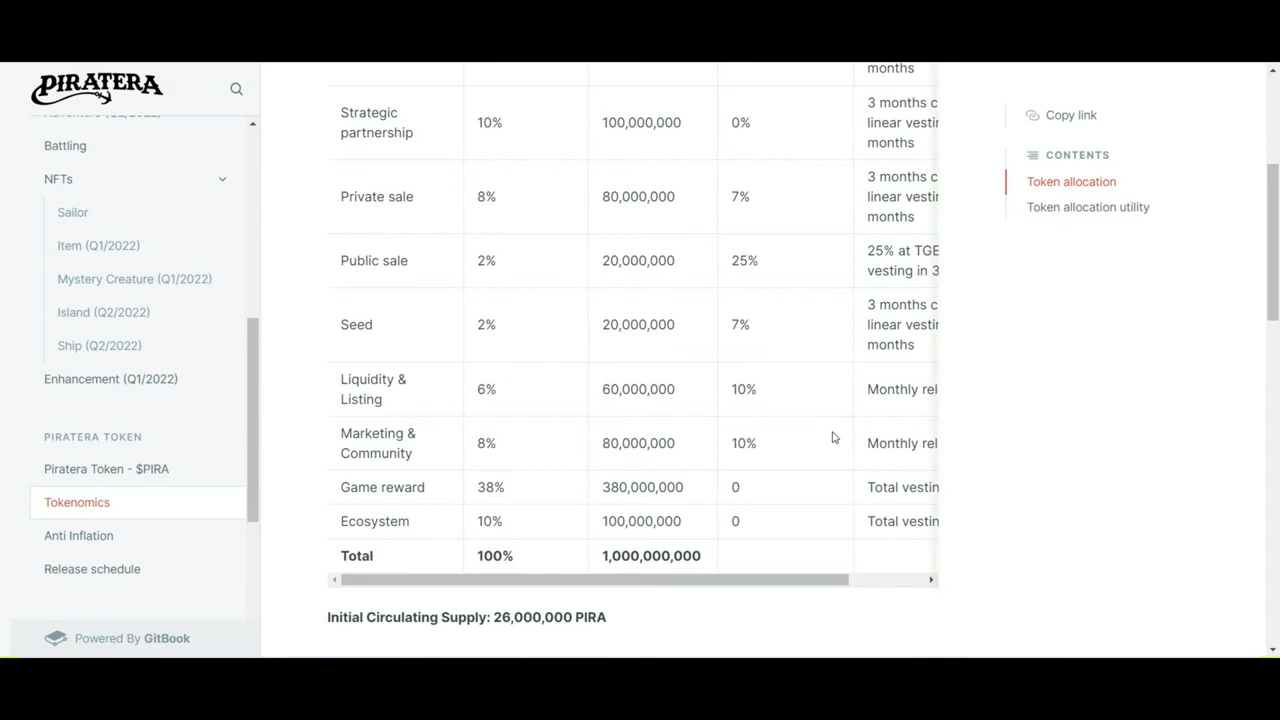 PIRATERA
Battling
NFTs
Sailor
Item (Q1/2022)
Mystery Creature (Q1/2022)
Island (Q2/2022)
Ship (Q2/2022)
Enhancement (Q1/2022)
PIRATERA TOKEN
Piratera Token - $PIRA
Tokenomics
Anti Inflation
Release schedule
Powered By GitBook
months
Strategic
partnership
10%
100,000,000
0%
3 months c
linear vestin
months
Private sale
8%
80,000,000
7%
3 months c
linear vestin
months
Public sale
2%
20,000,000
25%
25% at TGE
vesting in 3
Seed
2%
20,000,000
7%
3 months c
linear vestin
months
Liquidity &
Listing
6%
60,000,000
10%
Monthly rel
Marketing &
Community
8%
80,000,000
10%
Monthly rel
Game reward
38%
380,000,000
0
Total vestin
Ecosystem
10%
100,000,000
0
Total vestin
Total
100%
1,000,000,000
Initial Circulating Supply: 26,000,000 PIRA
Copy link
CONTENTS
Token allocation
Token allocation utility